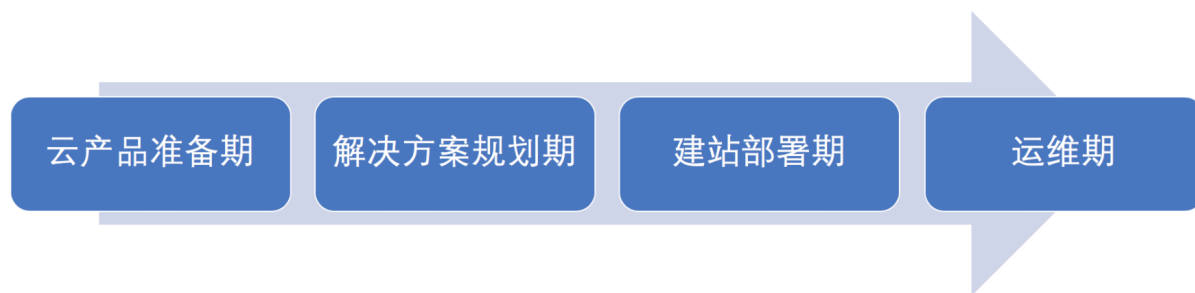 云产品准备期
解决方案规划期
建站部署期
运维期